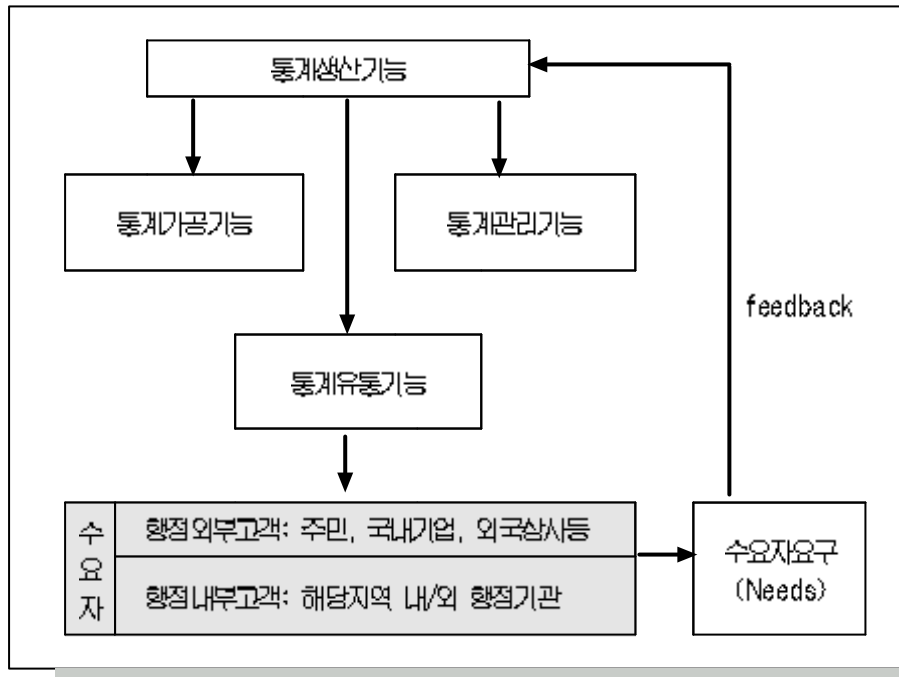 통계생산기능
통계가공기능
통계관리기능
feedback
통계유통기능
수요자
행정외부고객: 주민, 국내기업, 외국상사등
행정내부고객: 해당지역 내/외 행정기관
수요자요구
(Needs)